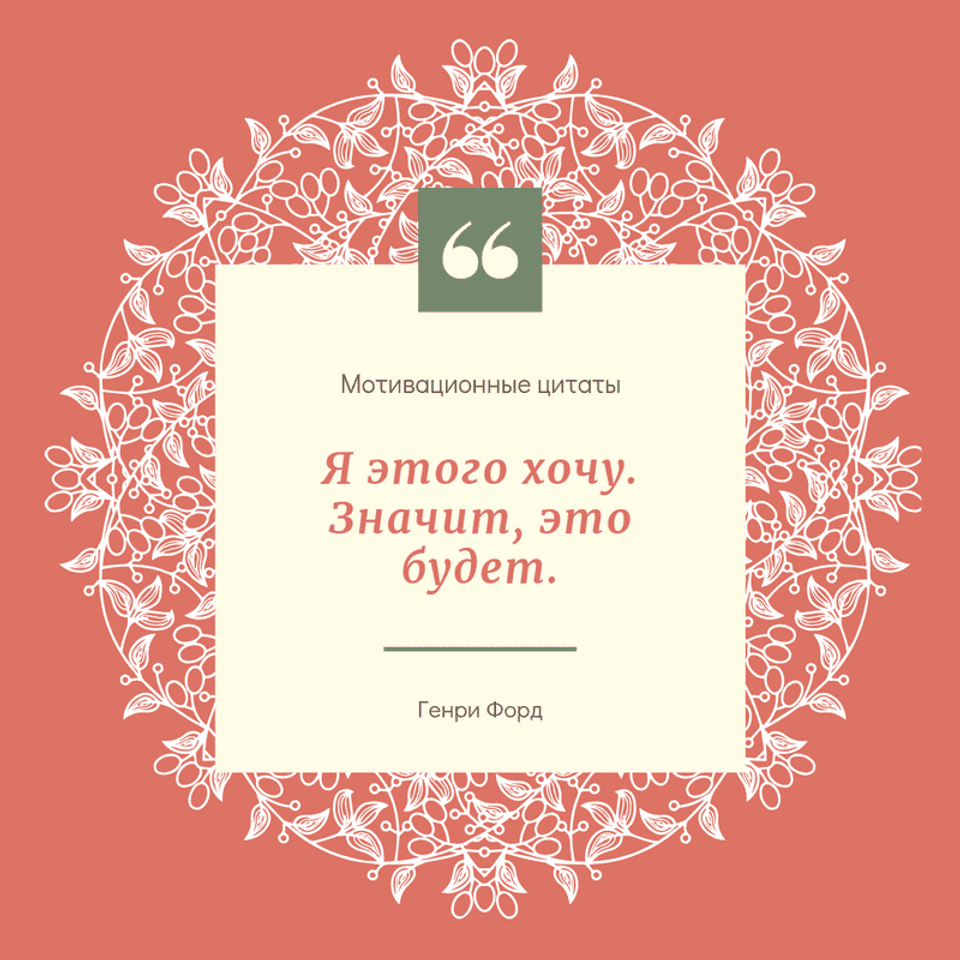 “
Мотивационные цитаты
Я этого хочу.
Значит, это
будет.
Генри Форд